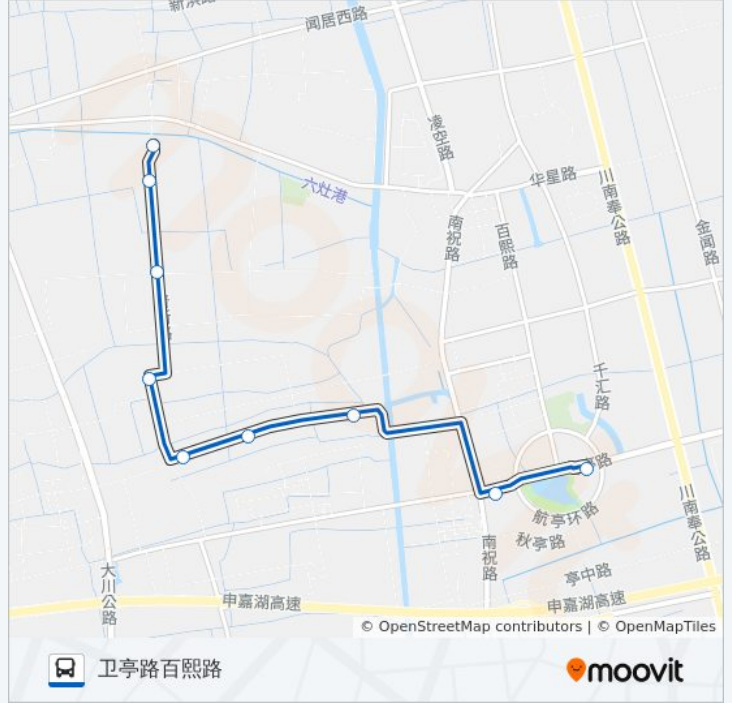 闻居西路
凌空路
六灶港
华星路
川南奉公路
南祝路
百熙路
金闻路
千汇路
航亭环路
秋亭路
南祝路
川南奉公路
亭中路
大川公路
申嘉湖高速
申嘉湖高速
© OpenStreetMap contributors | © OpenMapTiles
卫亭路百熙路
moovit